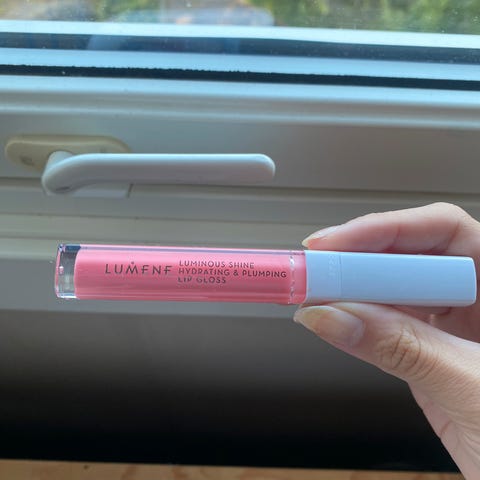 LUMENE
LUMINOUS SHINE
HYDRATING & PLUMPING
LIP GLOSS